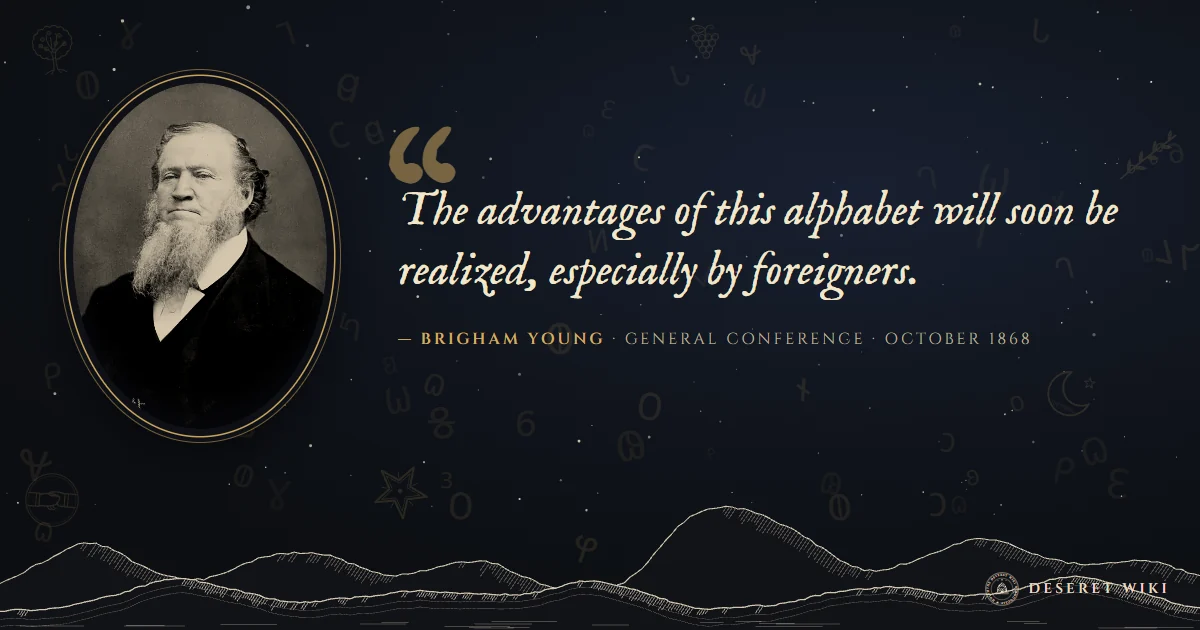 “
The advantages of this alphabet will soon be
realized, especially by foreigners.
— BRIGHAM YOUNG · GENERAL CONFERENCE · OCTOBER 1868
DESERET WIKI